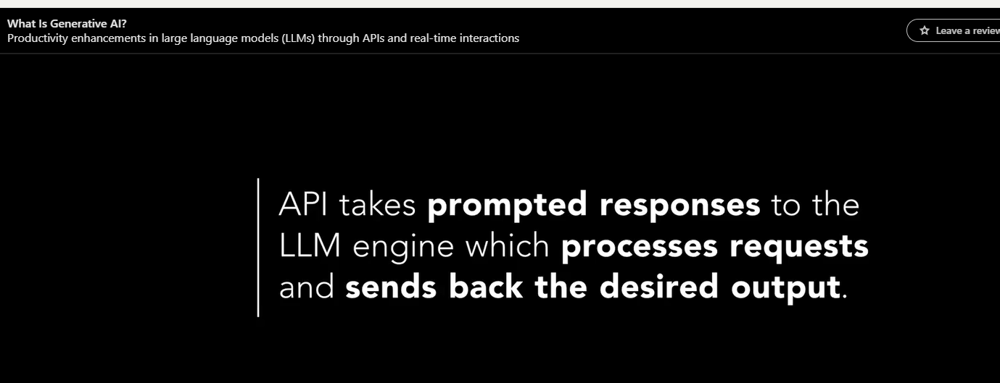 What Is Generative AI?
Productivity enhancements in large language models (LLMs) through APIs and real-time interactions
Leave a review
API takes prompted responses to the
LLM engine which processes requests
and sends back the desired output.